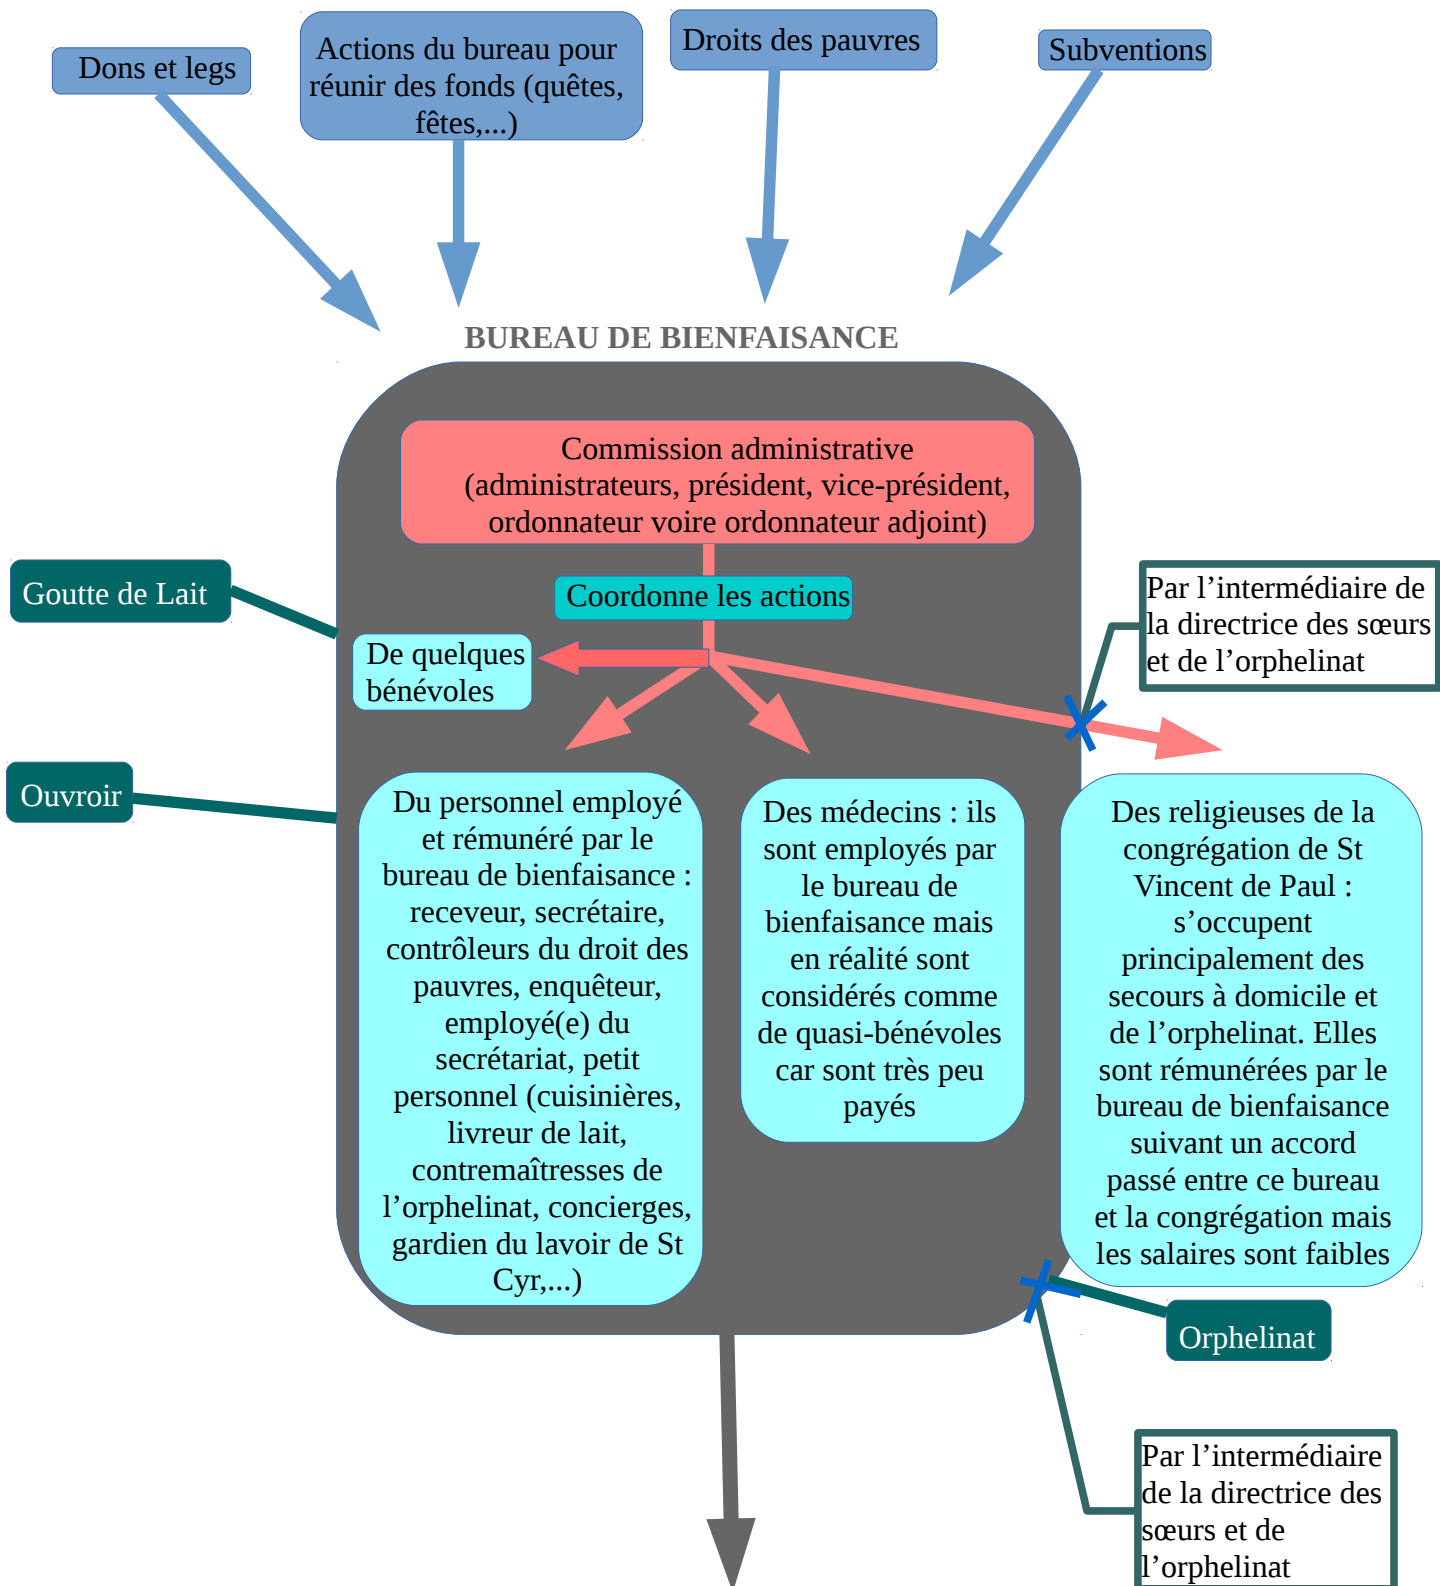 Dons et legs
Actions du bureau pour
réunir des fonds (quêtes,
fêtes,...)
Droits des pauvres
Subventions
BUREAU DE BIENFAISANCE
Commission administrative
(administrateurs, président, vice-président,
ordonnateur voire ordonnateur adjoint)
Coordonne les actions
Goutte de Lait
De quelques
bénévoles
Par l’intermédiaire de
la directrice des sœurs
et de l’orphelinat
Ouvroir
Du personnel employé
et rémunéré par le
bureau de bienfaisance :
receveur, secrétaire,
contrôleurs du droit des
pauvres, enquêteur,
employé(e) du
secrétariat, petit
personnel (cuisinières,
livreur de lait,
contremaîtresses de
l’orphelinat, concierges,
gardien du lavoir de St
Cyr,...)
Des médecins : ils
sont employés par
le bureau de
bienfaisance mais
en réalité sont
considérés comme
de quasi-bénévoles
car sont très peu
payés
Des religieuses de la
congrégation de St
Vincent de Paul :
s’occupent
principalement des
secours à domicile et
de l’orphelinat. Elles
sont rémunérées par le
bureau de bienfaisance
suivant un accord
passé entre ce bureau
et la congrégation mais
les salaires sont faibles
Orphelinat
Par l’intermédiaire
de la directrice des
sœurs et de
l’orphelinat